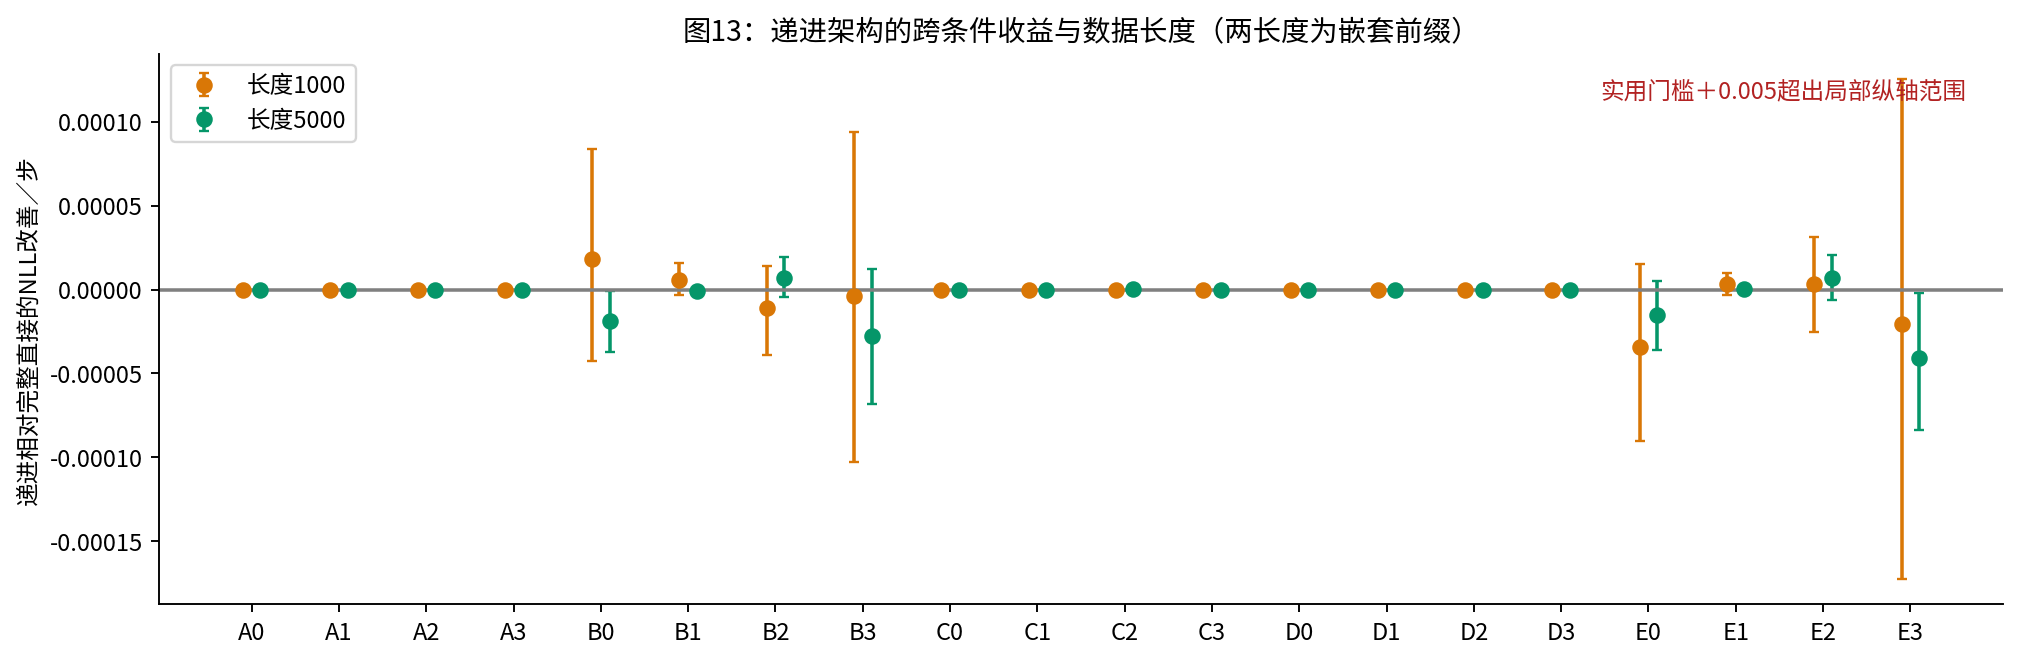 图13：递进架构的跨条件收益与数据长度（两长度为嵌套前缀）
长度1000
长度5000
实用门槛＋0.005超出局部纵轴范围
递进相对完整直接的NLL改善／步
0.00010
0.00005
0.00000
-0.00005
-0.00010
-0.00015
A0 A1 A2 A3 B0 B1 B2 B3 C0 C1 C2 C3 D0 D1 D2 D3 E0 E1 E2 E3